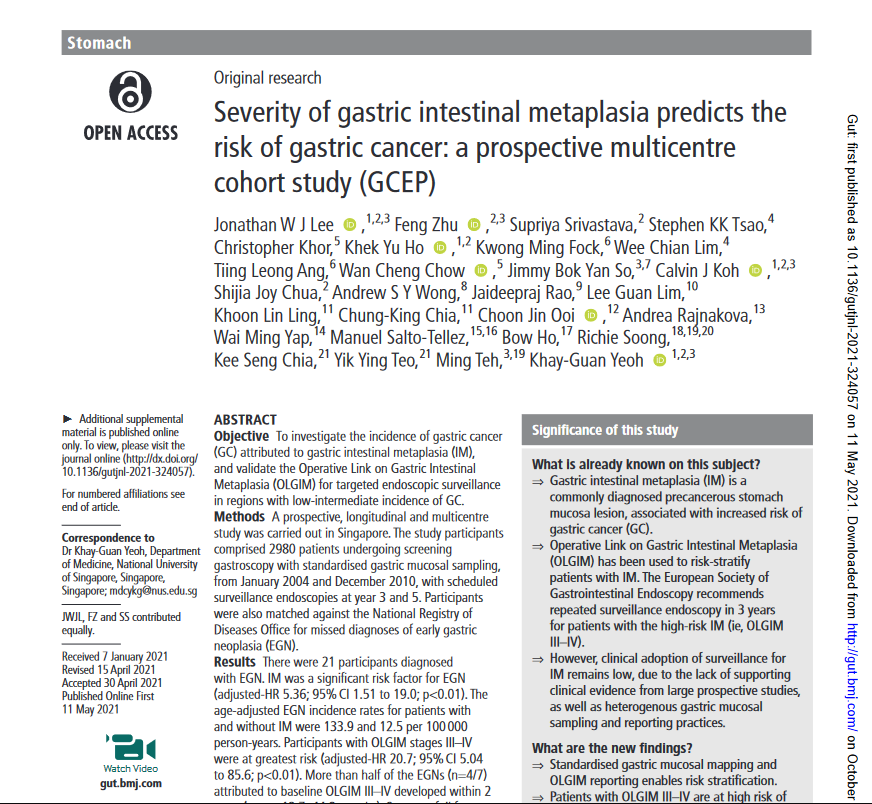 Stomach
OPEN ACCESS
Original research
Severity of gastric intestinal metaplasia predicts the
risk of gastric cancer: a prospective multicentre
cohort study (GCEP)
Jonathan W J Lee iD ,1,2,3 Feng Zhu iD ,2,3 Supriya Srivastava,2 Stephen KK Tsao,4
Christopher Khor,5 Khek Yu Ho iD ,1,2 Kwong Ming Fock,6 Wee Chian Lim,4
Tiing Leong Ang,6 Wan Cheng Chow iD ,5 Jimmy Bok Yan So,3,7 Calvin J Koh iD ,1,2,3
Shijia Joy Chua,2 Andrew S Y Wong,8 Jaideepraj Rao,9 Lee Guan Lim,10
Khoon Lin Ling,11 Chung-King Chia,11 Choon Jin Ooi iD ,12 Andrea Rajnakova,13
Wai Ming Yap,14 Manuel Salto-Tellez,15,16 Bow Ho,17 Richie Soong,18,19,20
Kee Seng Chia,21 Yik Ying Teo,21 Ming Teh,3,19 Khay-Guan Yeoh iD 1,2,3
► Additional supplemental
material is published online
only. To view, please visit the
journal online (http://dx.doi.org/
10.1136/gutjnl-2021-324057).
For numbered affiliations see
end of article.
Correspondence to
Dr Khay-Guan Yeoh, Department
of Medicine, National University
of Singapore, Singapore,
Singapore; mdcykg@nus.edu.sg
JWJL, FZ and SS contributed
equally.
Received 7 January 2021
Revised 15 April 2021
Accepted 30 April 2021
Published Online First
11 May 2021
Watch Video
gut.bmj.com
ABSTRACT
Objective To investigate the incidence of gastric cancer
(GC) attributed to gastric intestinal metaplasia (IM),
and validate the Operative Link on Gastric Intestinal
Metaplasia (OLGIM) for targeted endoscopic surveillance
in regions with low-intermediate incidence of GC.
Methods A prospective, longitudinal and multicentre
study was carried out in Singapore. The study participants
comprised 2980 patients undergoing screening
gastroscopy with standardised gastric mucosal sampling,
from January 2004 and December 2010, with scheduled
surveillance endoscopies at year 3 and 5. Participants
were also matched against the National Registry of
Diseases Office for missed diagnoses of early gastric
neoplasia (EGN).
Results There were 21 participants diagnosed
with EGN. IM was a significant risk factor for EGN
(adjusted-HR 5.36; 95% CI 1.51 to 19.0; p<0.01). The
age-adjusted EGN incidence rates for patients with
and without IM were 133.9 and 12.5 per 100 000
person-years. Participants with OLGIM stages III–IV
were at greatest risk (adjusted-HR 20.7; 95% CI 5.04
to 85.6; p<0.01). More than half of the EGNs (n=4/7)
attributed to baseline OLGIM III–IV developed within 2
Significance of this study
What is already known on this subject?
⇒ Gastric intestinal metaplasia (IM) is a
commonly diagnosed precancerous stomach
mucosa lesion, associated with increased risk of
gastric cancer (GC).
⇒ Operative Link on Gastric Intestinal Metaplasia
(OLGIM) has been used to risk-stratify
patients with IM. The European Society of
Gastrointestinal Endoscopy recommends
repeated surveillance endoscopy in 3 years
for patients with the high-risk IM (ie, OLGIM
III–IV).
⇒ However, clinical adoption of surveillance for
IM remains low, due to the lack of supporting
clinical evidence from large prospective studies,
as well as heterogenous gastric mucosal
sampling and reporting practices.
What are the new findings?
⇒ Standardised gastric mucosal mapping and
OLGIM reporting enables risk stratification.
⇒ Patients with OLGIM III–IV are at high risk of
Gut: first published as 10.1136/gutjnl-2021-324057 on 11 May 2021. Downloaded from http://gut.bmj.com/ on October